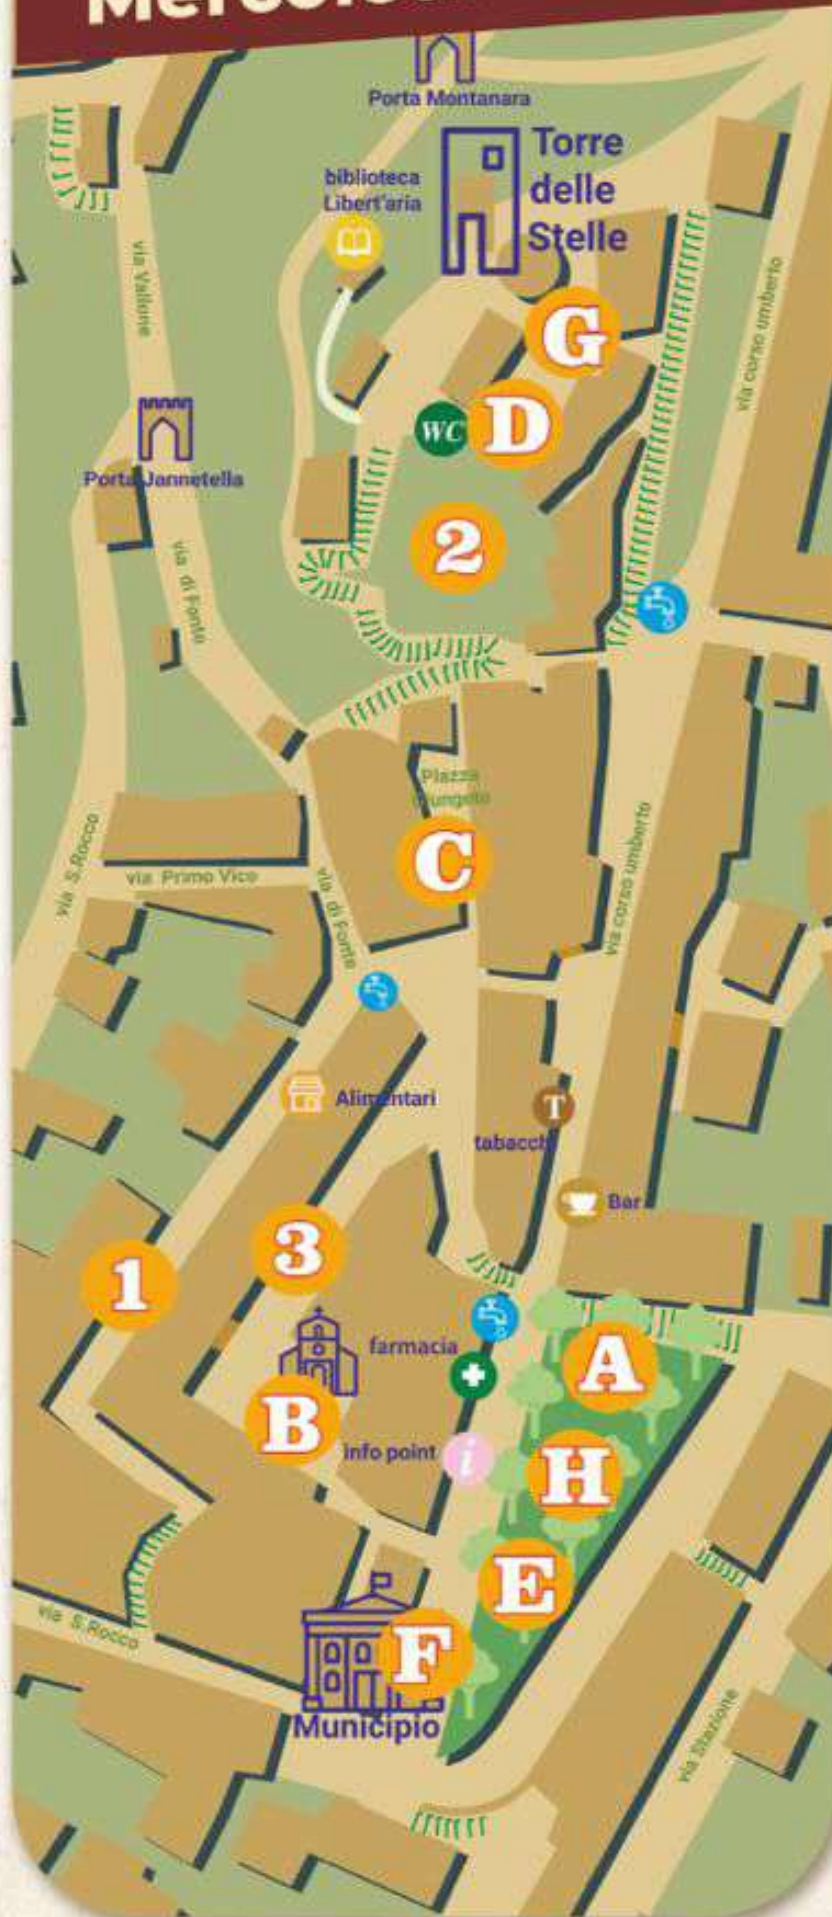 Porta Montanara
Torre
delle
Stelle
biblioteca
Libert'aria
via Vallone
via corso umberto
G
WC
D
Porta Jannetella
2
via di Fonte
Piazza
C
via corso umberto
via S.Rocco
via Primo Vico
via di Fonte
Alimentari
T
tabacchi
Bar
3
1
farmacia
A
B
info point
i
H
E
via S.Rocco
F
Municipio
via Stazione